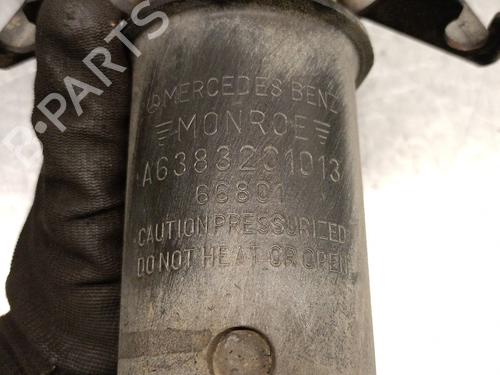 MERCEDES BENZ
MONROE
A6383201013
66801
CAUTION PRESSURIZED
DO NOT HEAT OR OPEN
B-PARTS